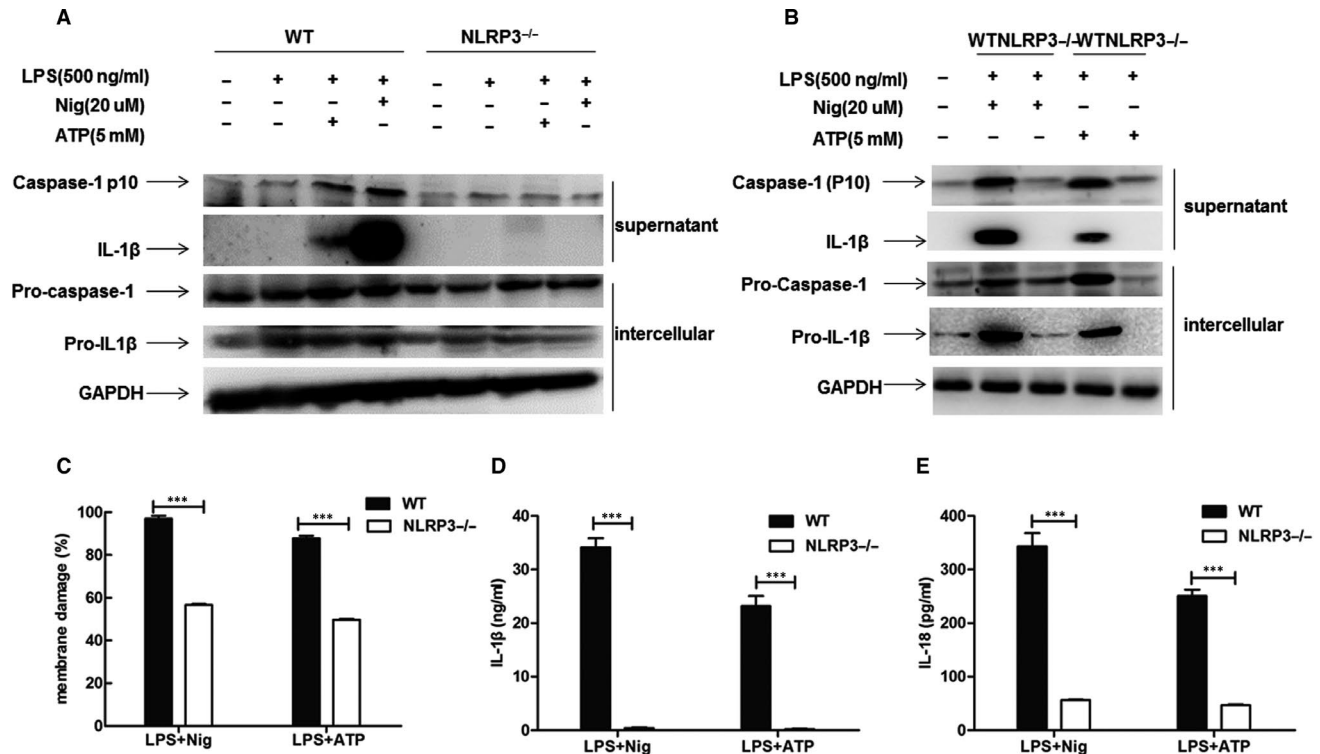 A
WT NLRP3–/–
LPS(500 ng/ml) – + + + – + + +
Nig(20 uM) – – – + – – – +
ATP(5 mM) – – + – – – + –
Caspase-1 p10
IL-1β
supernatant
Pro-caspase-1
Pro-IL1β
GAPDH
intercellular
B
WTNLRP3–/–WTNLRP3–/–
LPS(500 ng/ml) – + + + +
Nig(20 uM) – + + – –
ATP(5 mM) – – – + +
Caspase-1 (P10)
IL-1β
supernatant
Pro-Caspase-1
Pro-IL-1β
GAPDH
intercellular
C
membrane damage (%)
100
80
60
40
20
0
*** ***
WT
NLRP3–/–
LPS+Nig LPS+ATP
D
IL-1β (ng/ml)
40
30
20
10
0
*** ***
WT
NLRP3–/–
LPS+Nig LPS+ATP
E
IL-18 (pg/ml)
400
300
200
100
0
*** ***
WT
NLRP3–/–
LPS+Nig LPS+ATP